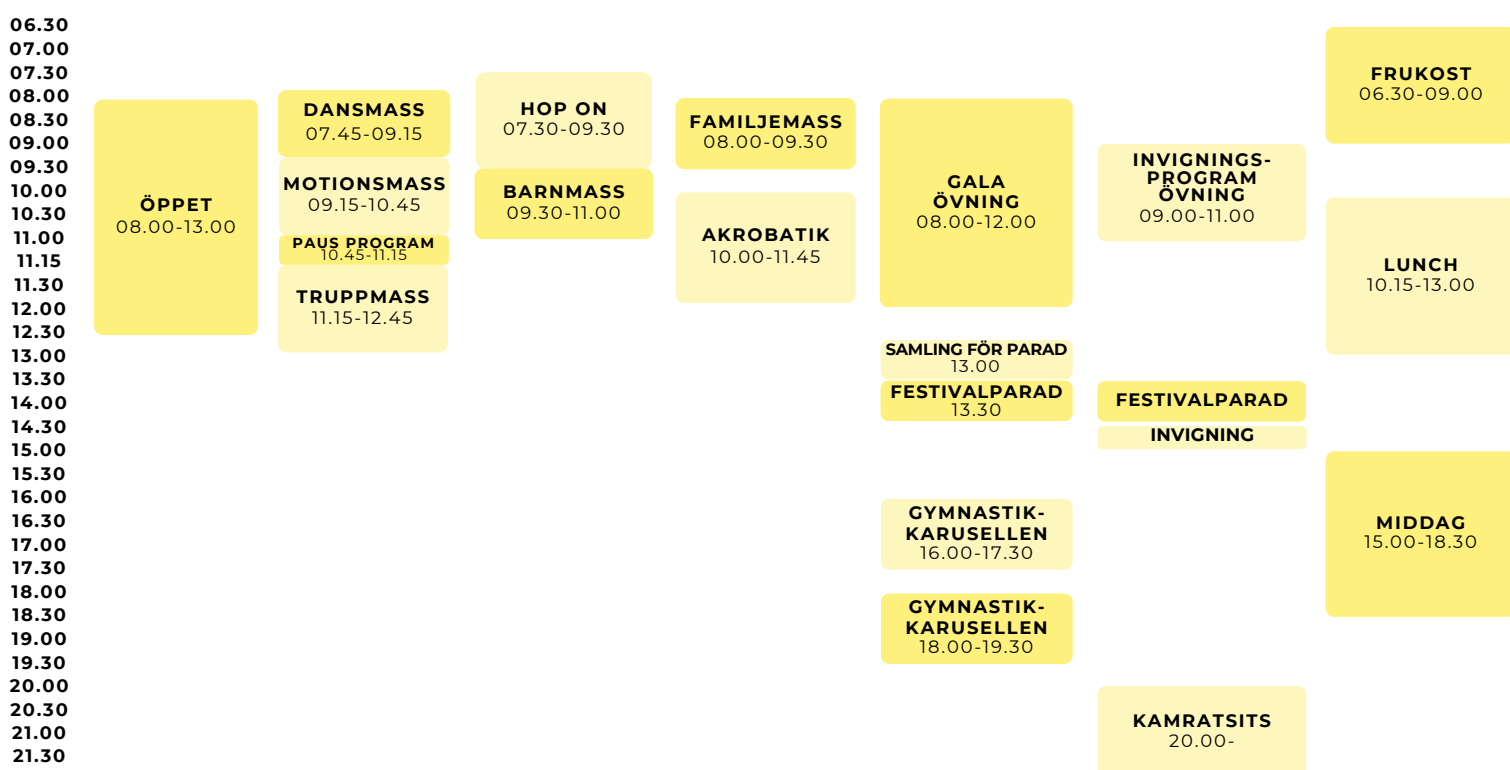 06.30
07.00
07.30
08.00
08.30
09.00
09.30
10.00
10.30
11.00
11.15
11.30
12.00
12.30
13.00
13.30
14.00
14.30
15.00
15.30
16.00
16.30
17.00
17.30
18.00
18.30
19.00
19.30
20.00
20.30
21.00
21.30
ÖPPET
08.00-13.00
DANSMASS
07.45-09.15
MOTIONSMASS
09.15-10.45
PAUS PROGRAM
10.45-11.15
TRUPPMASS
11.15-12.45
HOP ON
07.30-09.30
BARNMASS
09.30-11.00
FAMILJEMASS
08.00-09.30
AKROBATIK
10.00-11.45
GALA
ÖVNING
08.00-12.00
SAMLING FÖR PARAD
13.00
FESTIVALPARAD
13.30
GYMNASTIK-
KARUSELLEN
16.00-17.30
GYMNASTIK-
KARUSELLEN
18.00-19.30
INVIGNINGS-
PROGRAM
ÖVNING
09.00-11.00
FESTIVALPARAD
INVIGNING
KAMRATSITS
20.00-
FRUKOST
06.30-09.00
LUNCH
10.15-13.00
MIDDAG
15.00-18.30